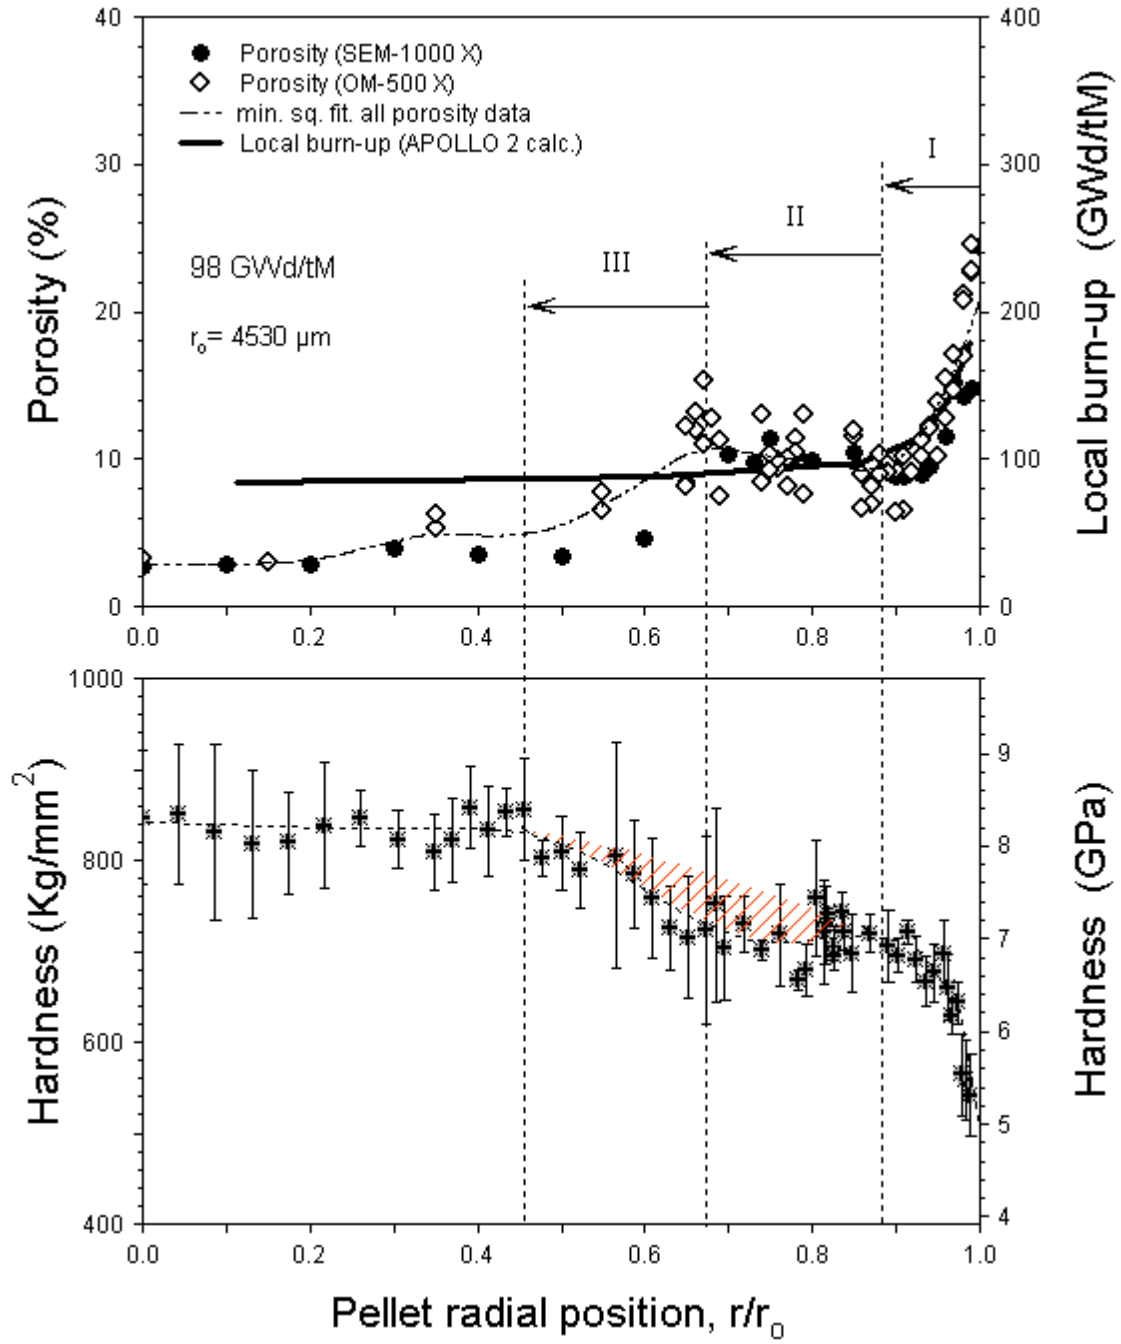 40
400
Porosity (SEM-1000 X)
Porosity (OM-500 X)
min. sq. fit. all porosity data
Local burn-up (APOLLO 2 calc.)
I
30
300
II
98 GWd/tM
III
20
200
r₀= 4530 µm
10
100
0
0
0.0 0.2 0.4 0.6 0.8 1.0
Porosity (%)
Local burn-up (GWd/tM)
1000
9
800
8
7
600
6
5
400
4
0.0 0.2 0.4 0.6 0.8 1.0
Hardness (Kg/mm²)
Hardness (GPa)
Pellet radial position, r/r₀